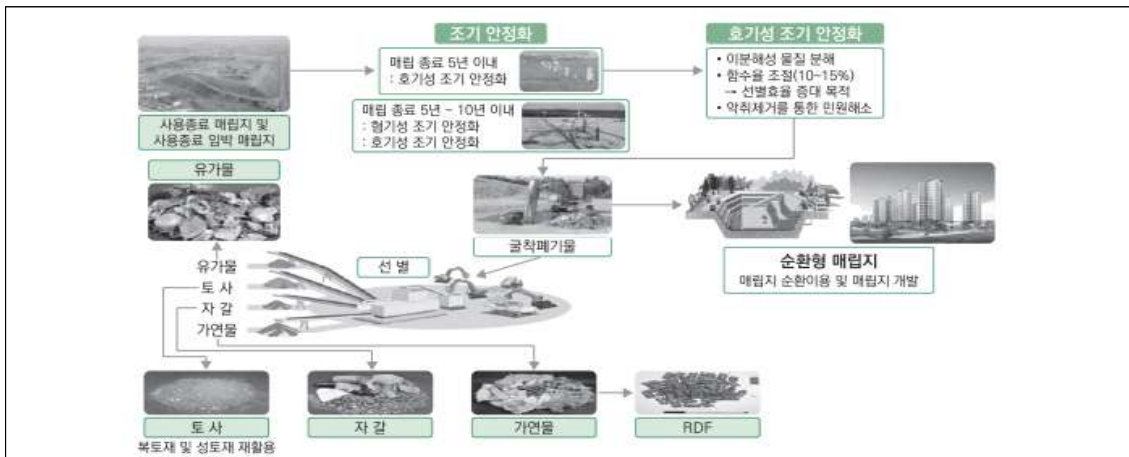 조기 안정화
호기성 조기 안정화
매립 종료 5년 이내
: 호기성 조기 안정화
• 이분해성 물질 분해
• 함수율 조절(10~15%)
→ 선별효율 증대 목적
• 악취제거를 통한 민원해소
매립 종료 5년 ~ 10년 이내
: 혐기성 조기 안정화
: 호기성 조기 안정화
사용종료 매립지 및
사용종료 임박 매립지
유가물
굴착폐기물
순환형 매립지
매립지 순환이용 및 매립지 개발
선 별
유가물
토 사
자 갈
가연물
토 사
복토재 및 성토재 재활용
자 갈
가연물
RDF